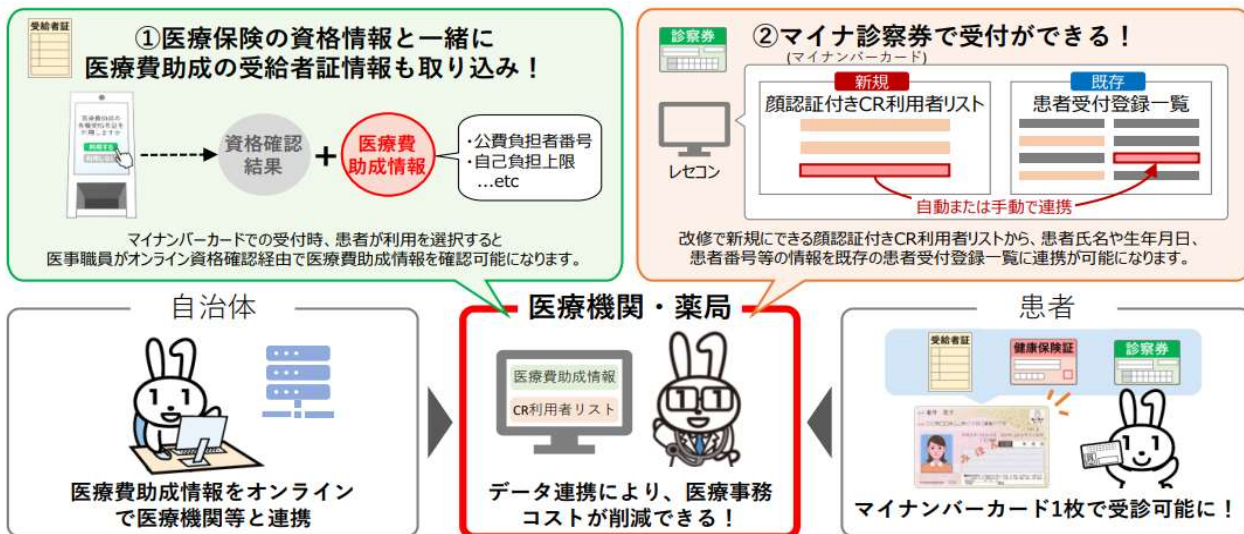 受給者証
①医療保険の資格情報と一緒に
医療費助成の受給者証情報も取り込み！
医療費助成の
利用する
資格確認
結果
+
医療費
助成情報
・公費負担者番号
・自己負担上限
...etc
マイナンバーカードでの受付時、患者が利用を選択すると
医事職員がオンライン資格確認経由で医療費助成情報を確認可能になります。
診察券
②マイナ診察券で受付ができる！
(マイナンバーカード)
レセコン
新規
顔認証付きCR利用者リスト
既存
患者受付登録一覧
自動または手動で連携
改修で新規にできる顔認証付きCR利用者リストから、患者氏名や生年月日、
患者番号等の情報を既存の患者受付登録一覧に連携が可能になります。
自治体
医療費助成情報をオンライン
で医療機関等と連携
医療機関・薬局
医療費助成情報
CR利用者リスト
データ連携により、医療事務
コストが削減できる！
患者
受給者証
健康保険証
診察券
みほん
マイナンバーカード1枚で受診可能に！